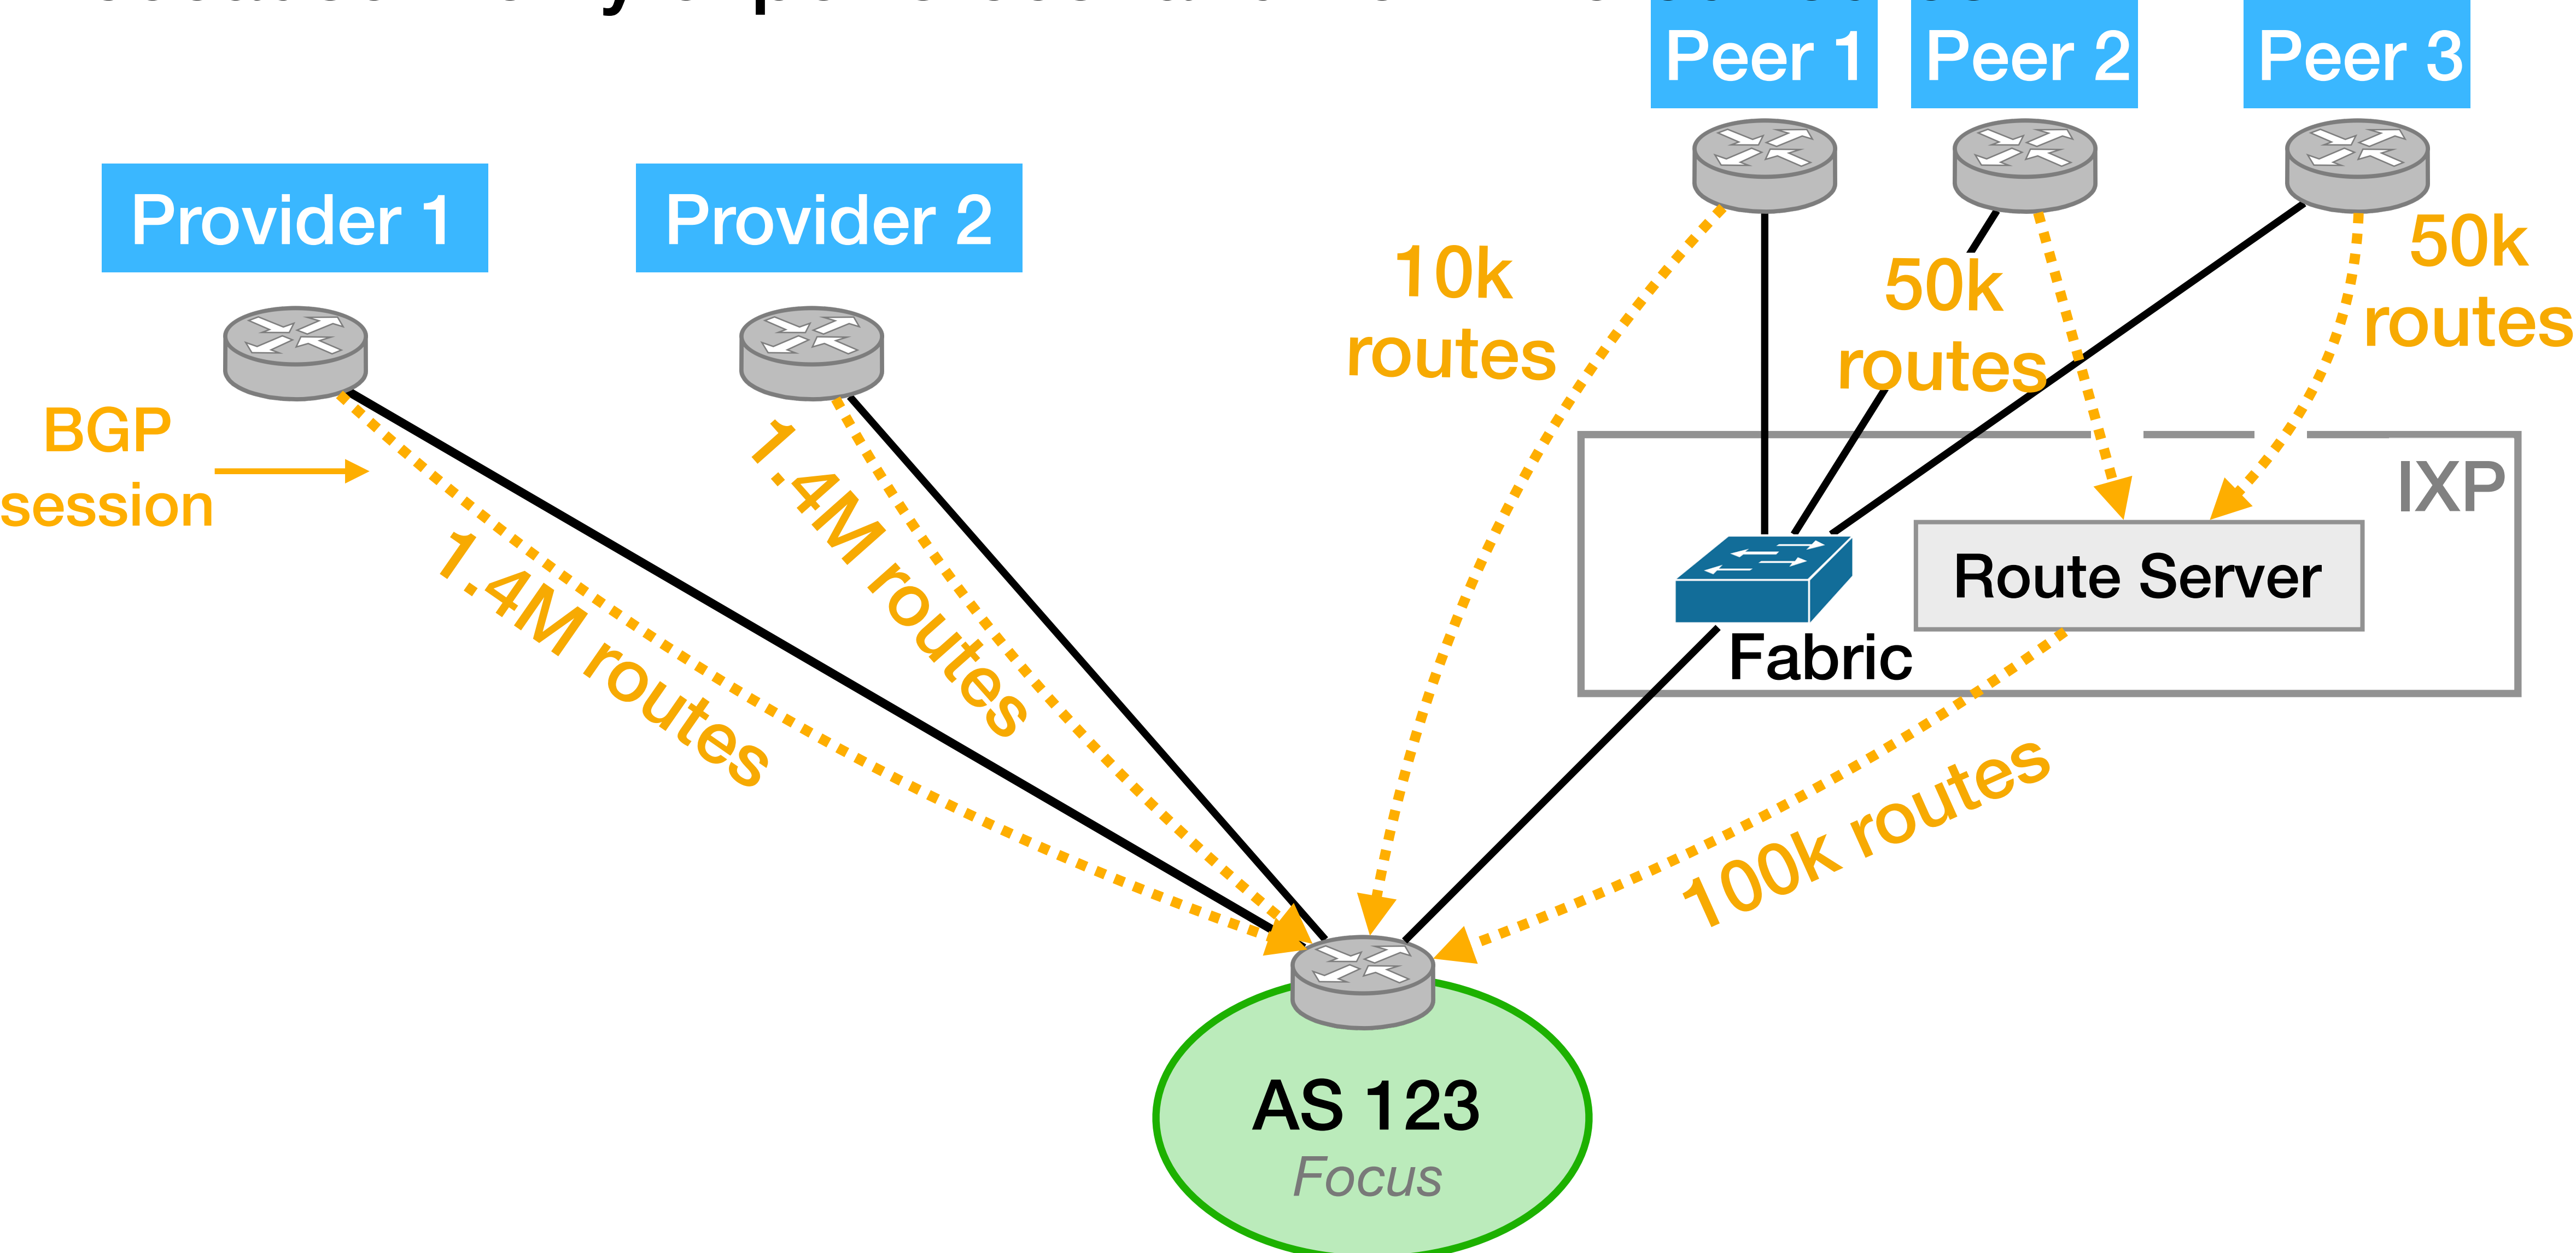 Peer 1
Peer 2
Peer 3
Provider 1
Provider 2
10k
routes
50k
routes
50k
routes
BGP
session
1.4M routes
1.4M routes
IXP
Route Server
Fabric
100k routes
AS 123
Focus